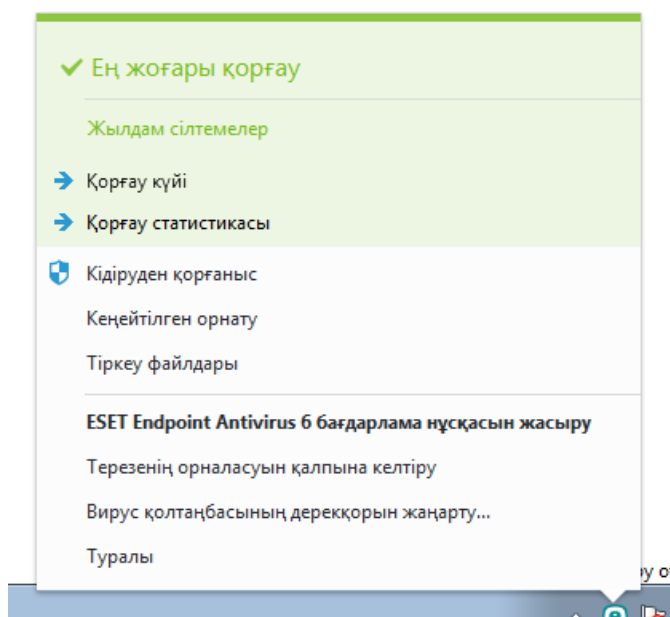 Ең жоғары қорғау
Жылдам сілтемелер
Қорғау күйі
Қорғау статистикасы
Кідіруден қорғаныс
Кеңейтілген орнату
Тіркеу файлдары
ESET Endpoint Antivirus 6 бағдарлама нұсқасын жасыру
Терезенің орналасуын қалпына келтіру
Вирус қолтаңбасының дерекқорын жаңарту...
Туралы